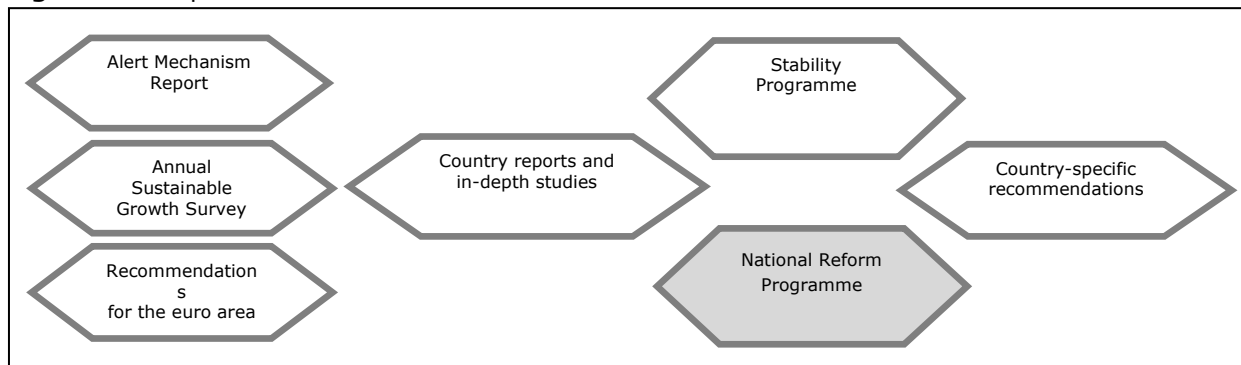 Alert Mechanism
Report
Annual
Sustainable
Growth Survey
Recommendation
s
for the euro area
Country reports and
in-depth studies
Stability
Programme
National Reform
Programme
Country-specific
recommendations